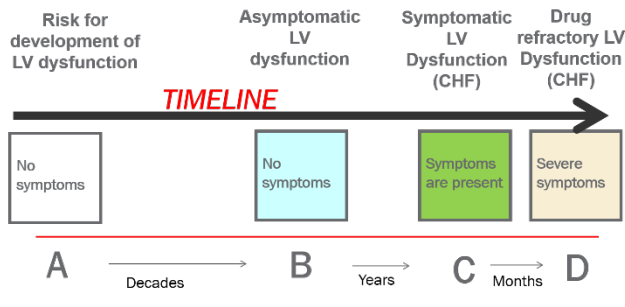 Risk for
development of
LV dysfunction
Asymptomatic
LV
dysfunction
Symptomatic
LV
Dysfunction
(CHF)
Drug
refractory LV
Dysfunction
(CHF)
TIMELINE
No
symptoms
No
symptoms
Symptoms
are present
Severe
symptoms
A
Decades
B
Years
C
Months
D